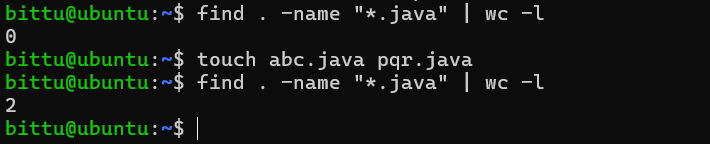 bittu@ubuntu:~$ find . -name "*.java" | wc -l
0
bittu@ubuntu:~$ touch abc.java pqr.java
bittu@ubuntu:~$ find . -name "*.java" | wc -l
2
bittu@ubuntu:~$